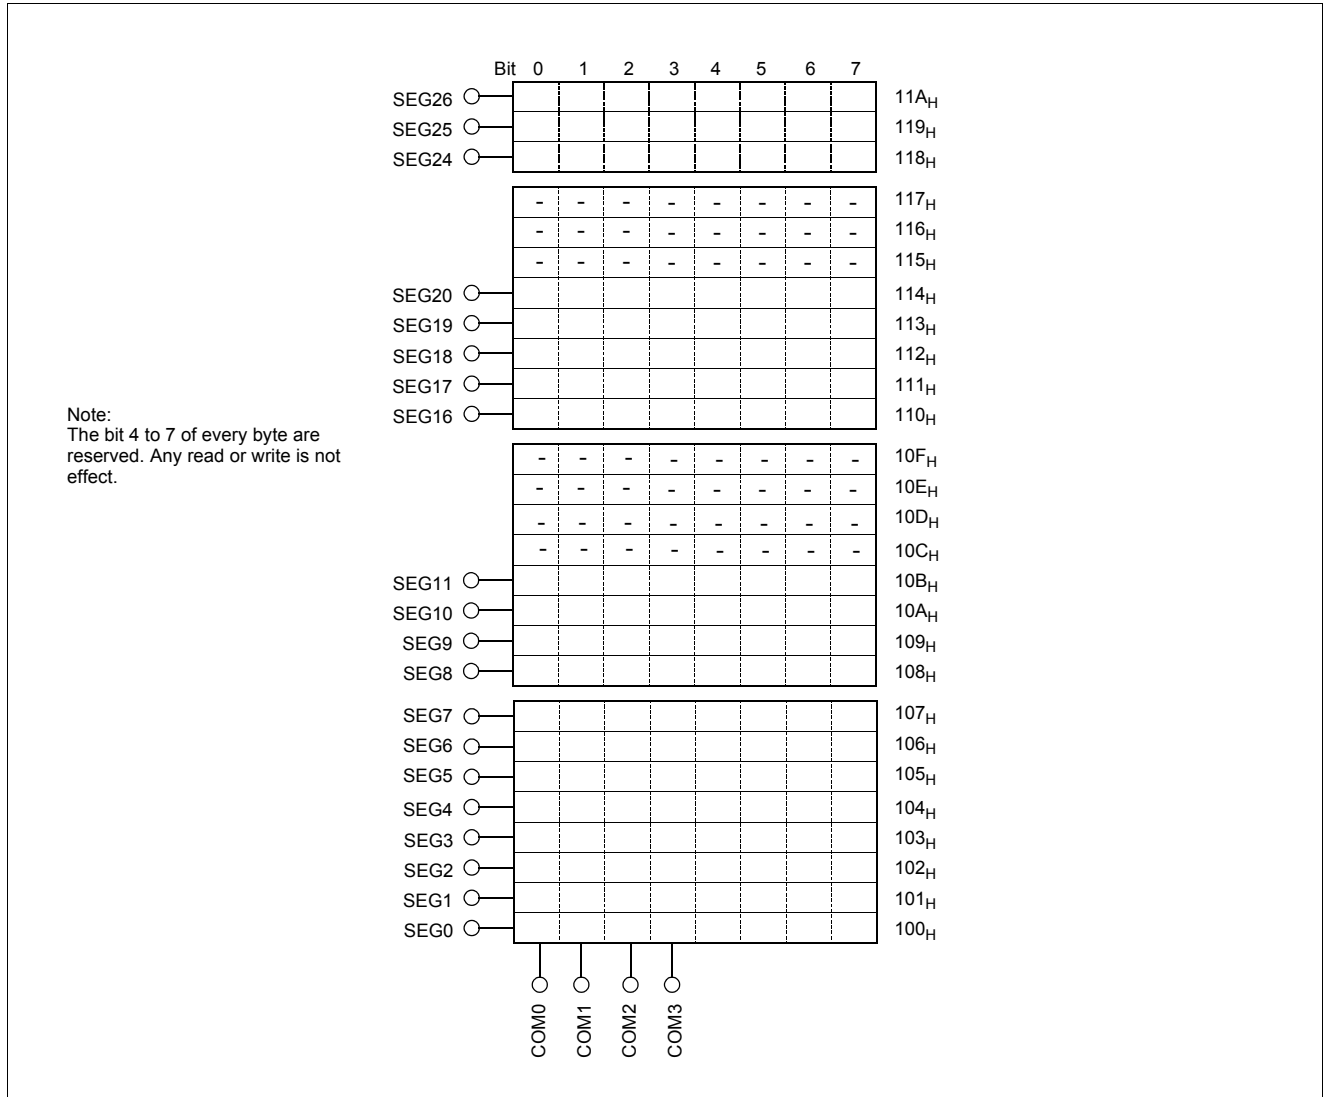 Bit 0 1 2 3 4 5 6 7
SEG26 11AH
SEG25 119H
SEG24 118H
- - - - - - - - 117H
- - - - - - - - 116H
- - - - - - - - 115H
SEG20 114H
SEG19 113H
SEG18 112H
SEG17 111H
SEG16 110H
Note:
The bit 4 to 7 of every byte are
reserved. Any read or write is not
effect.
- - - - - - - - 10FH
- - - - - - - - 10EH
- - - - - - - - 10DH
- - - - - - - - 10CH
SEG11 10BH
SEG10 10AH
SEG9 109H
SEG8 108H
SEG7 107H
SEG6 106H
SEG5 105H
SEG4 104H
SEG3 103H
SEG2 102H
SEG1 101H
SEG0 100H
COM0 COM1 COM2 COM3